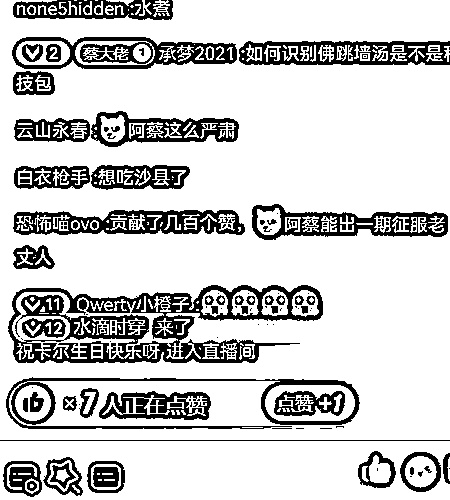 none5hidden :水煮
2 蔡大佬 1 承梦2021 :如何识别佛跳墙汤是不是科
技包
云山永春 : 阿蔡这么严肃
白衣枪手 :想吃沙县了
恐怖喵ovo :贡献了几百个赞， 阿蔡能出一期征服老
丈人
11 Qwerty小橙子 :
12 水滴时穿 来了
祝卡尔生日快乐呀 进入直播间
×7人正在点赞 点赞+1